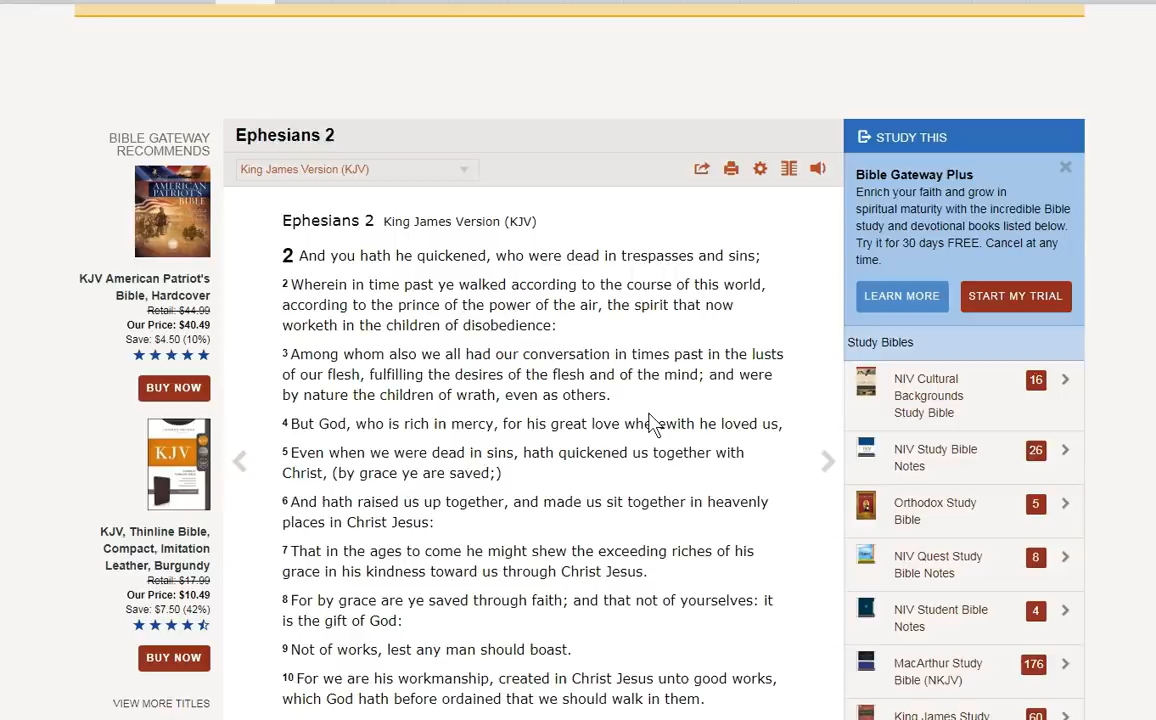 BIBLE GATEWAY
RECOMMENDS
AMERICAN
PATRIOT'S
BIBLE
KJV American Patriot's
Bible, Hardcover
Retail: $44.99
Our Price: $40.49
Save: $4.50 (10%)
BUY NOW
KJV
KJV, Thinline Bible,
Compact, Imitation
Leather, Burgundy
Retail: $17.99
Our Price: $10.49
Save: $7.50 (42%)
BUY NOW
VIEW MORE TITLES
Ephesians 2
King James Version (KJV)
Ephesians 2 King James Version (KJV)
2 And you hath he quickened, who were dead in trespasses and sins;
2 Wherein in time past ye walked according to the course of this world,
according to the prince of the power of the air, the spirit that now
worketh in the children of disobedience:
3 Among whom also we all had our conversation in times past in the lusts
of our flesh, fulfilling the desires of the flesh and of the mind; and were
by nature the children of wrath, even as others.
4 But God, who is rich in mercy, for his great love wherewith he loved us,
5 Even when we were dead in sins, hath quickened us together with
Christ, (by grace ye are saved;)
6 And hath raised us up together, and made us sit together in heavenly
places in Christ Jesus:
7 That in the ages to come he might shew the exceeding riches of his
grace in his kindness toward us through Christ Jesus.
8 For by grace are ye saved through faith; and that not of yourselves: it
is the gift of God:
9 Not of works, lest any man should boast.
10 For we are his workmanship, created in Christ Jesus unto good works,
which God hath before ordained that we should walk in them.
STUDY THIS
Bible Gateway Plus
Enrich your faith and grow in
spiritual maturity with the incredible Bible
study and devotional books listed below.
Try it for 30 days FREE. Cancel at any
time.
LEARN MORE
START MY TRIAL
Study Bibles
NIV Cultural
Backgrounds
Study Bible
16
NIV Study Bible
Notes
26
Orthodox Study
Bible
5
NIV Quest Study
Bible Notes
8
NIV Student Bible
Notes
4
MacArthur Study
Bible (NKJV)
176
King James Study
60